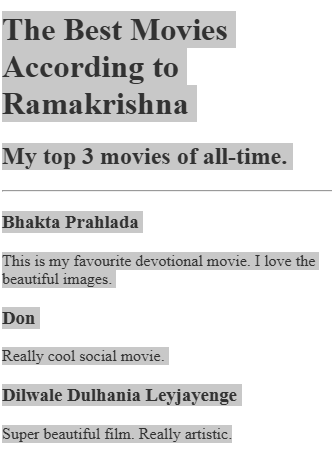 The Best Movies
According to
Ramakrishna
My top 3 movies of all-time.
Bhakta Prahlada
This is my favourite devotional movie. I love the
beautiful images.
Don
Really cool social movie.
Dilwale Dulhania Leyjayenge
Super beautiful film. Really artistic.